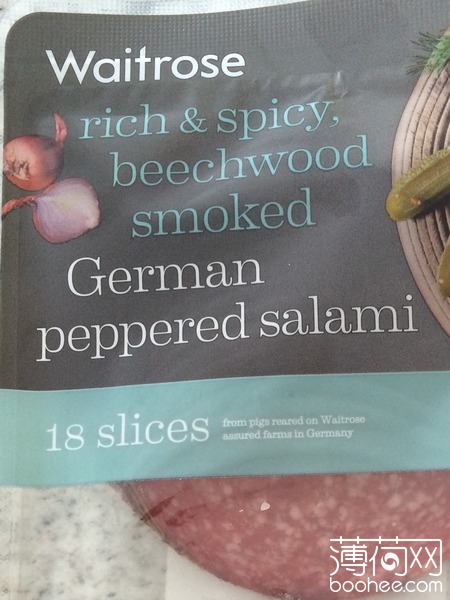 Waitrose
rich & spicy,
beechwood
smoked
German
peppered salami
18 slices
from pigs reared on Waitrose
assured farms in Germany
薄荷网
boohee.com